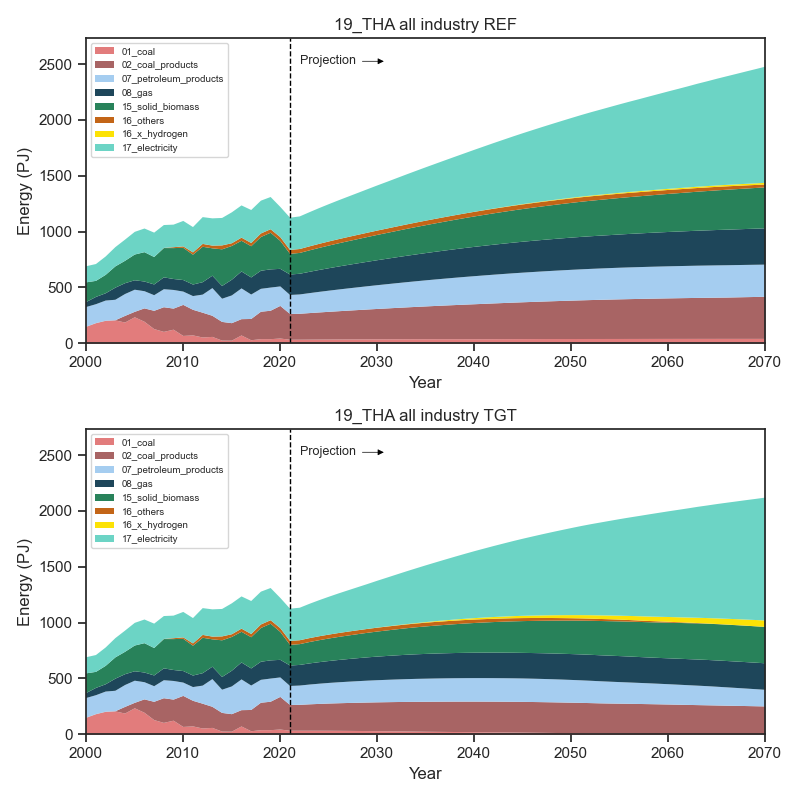 19_THA all industry REF
01_coal
02_coal_products
07_petroleum_products
08_gas
15_solid_biomass
16_others
16_x_hydrogen
17_electricity
Projection
Energy (PJ)
2500
2000
1500
1000
500
0
2000 2010 2020 2030 2040 2050 2060 2070
Year
19_THA all industry TGT
01_coal
02_coal_products
07_petroleum_products
08_gas
15_solid_biomass
16_others
16_x_hydrogen
17_electricity
Projection
Energy (PJ)
2500
2000
1500
1000
500
0
2000 2010 2020 2030 2040 2050 2060 2070
Year